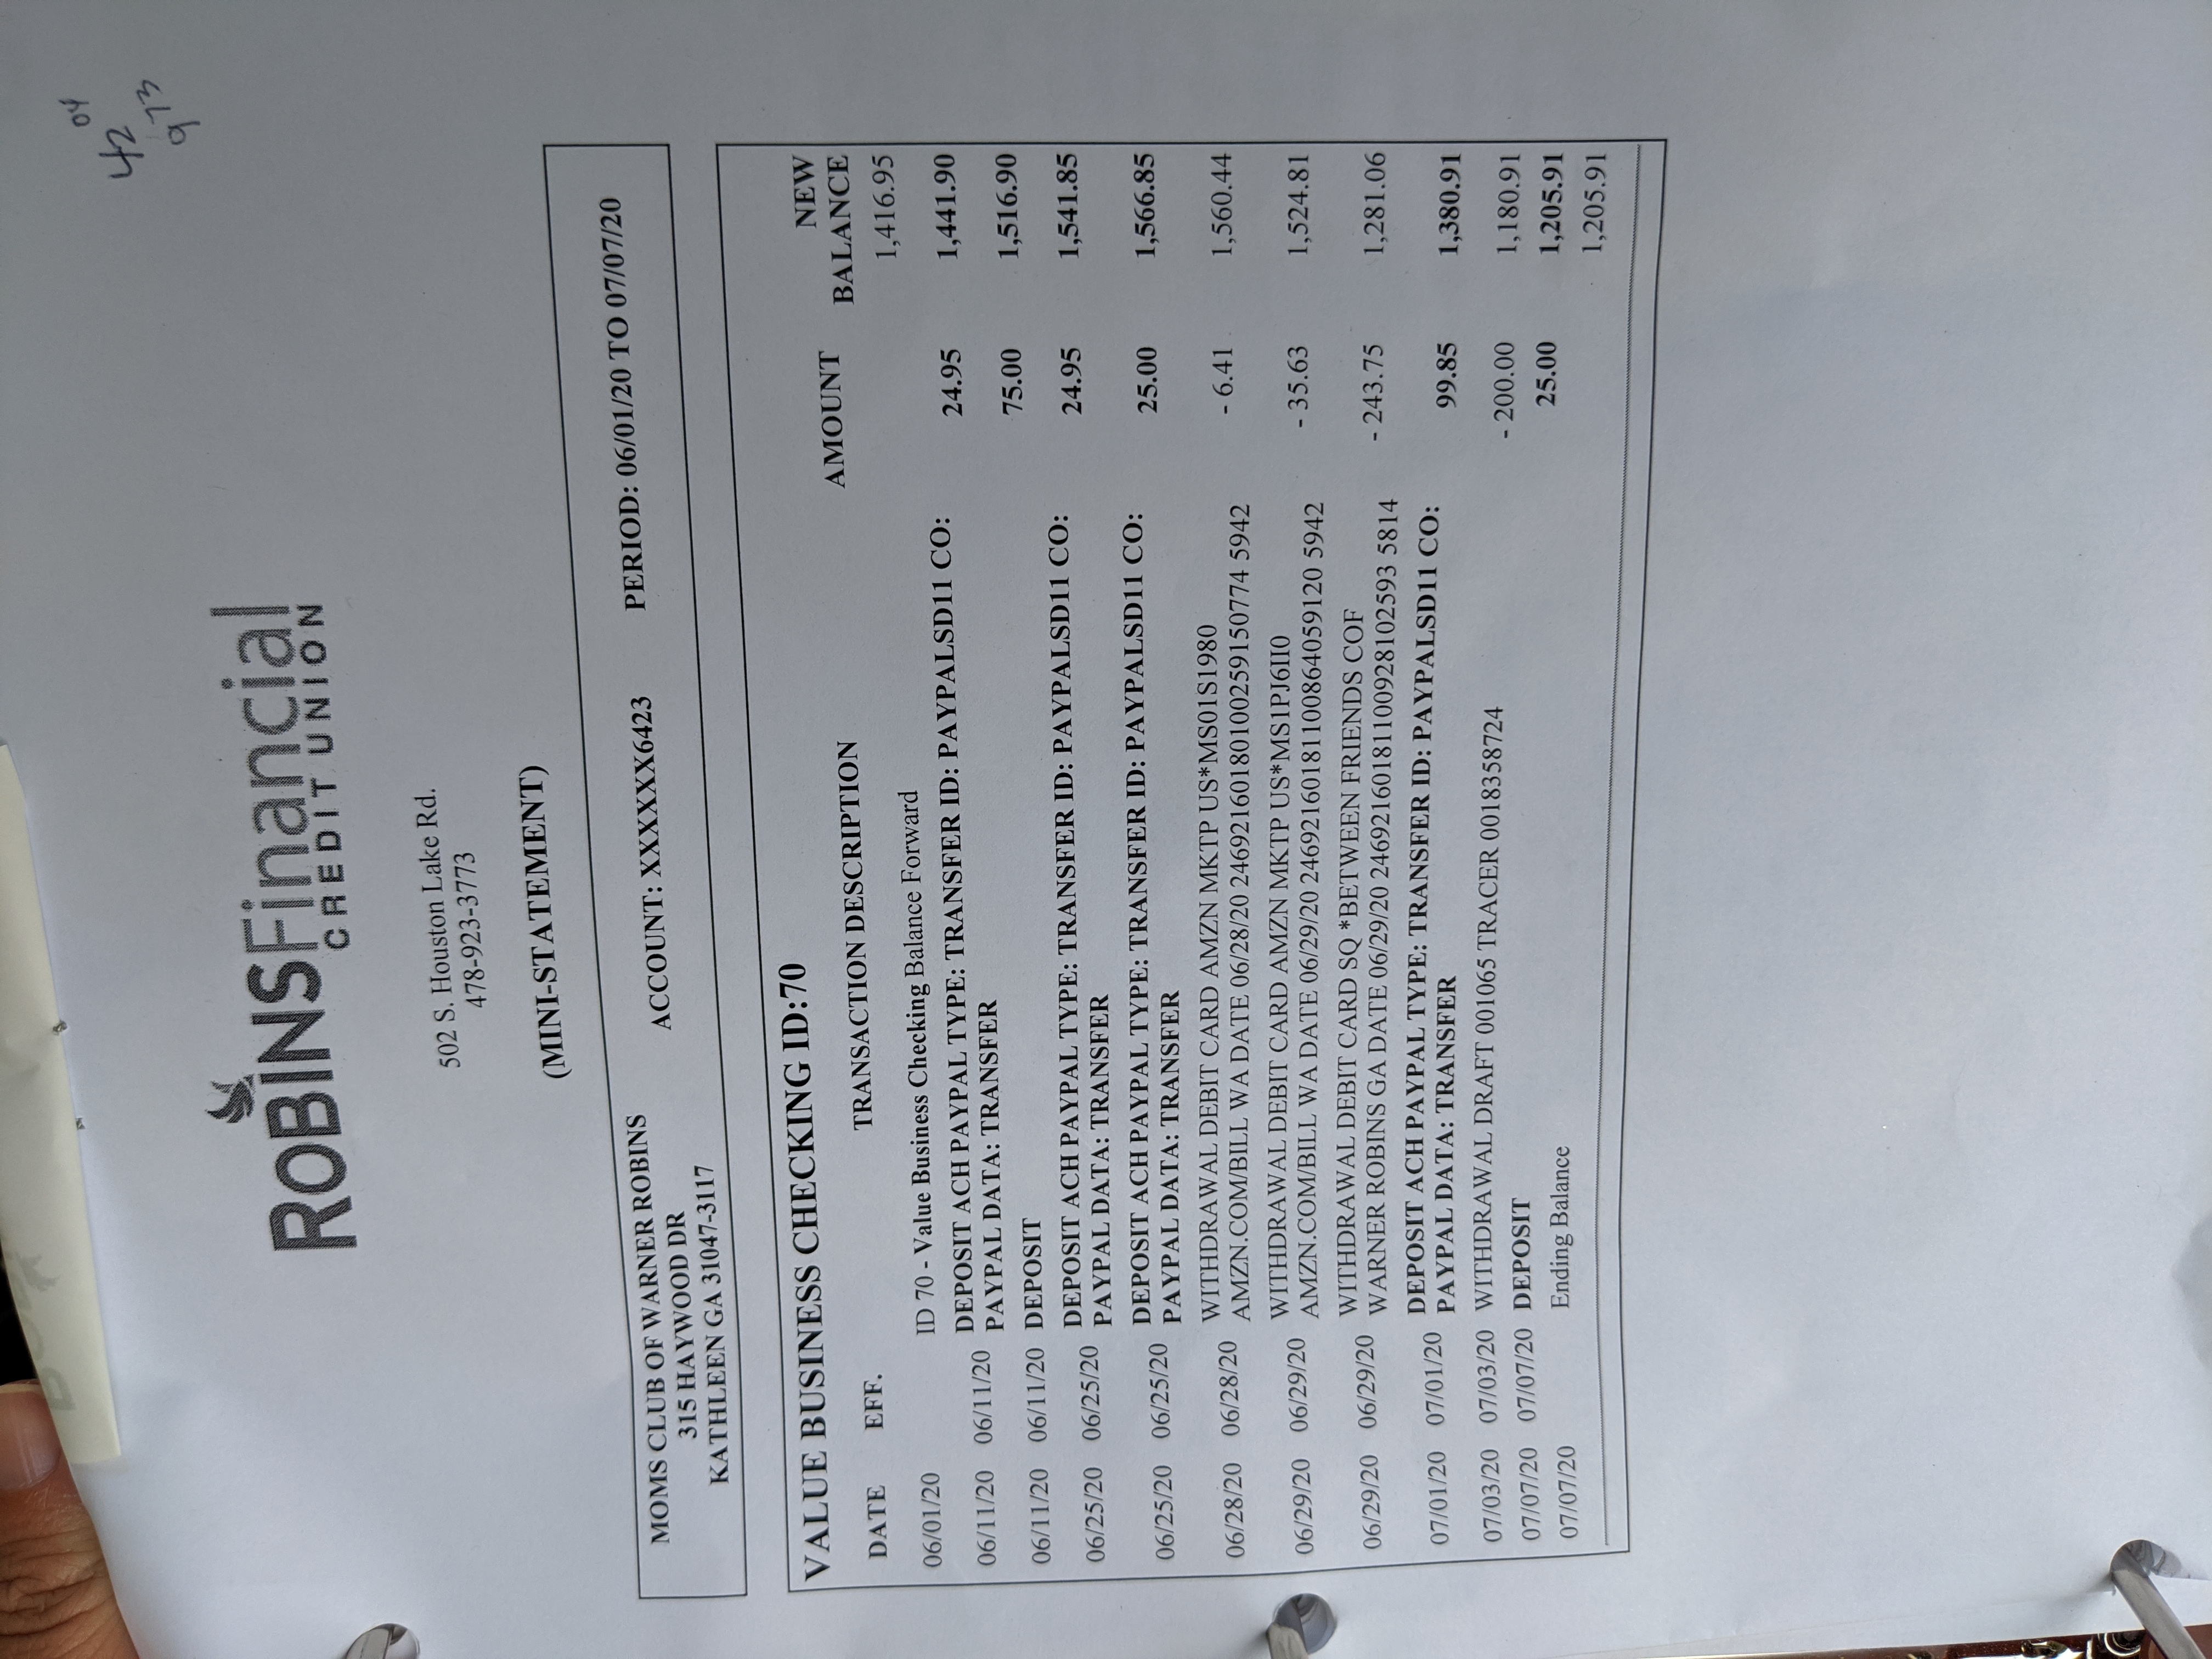 42 04
973
ROBINS Financial
CREDIT UNION
502 S. Houston Lake Rd.
478-923-3773
(MINI-STATEMENT)
MOMS CLUB OF WARNER ROBINS ACCOUNT: XXXXXX6423 PERIOD: 06/01/20 TO 07/07/20
315 HAYWOOD DR
KATHLEEN GA 31047-3117
VALUE BUSINESS CHECKING ID:70
NEW
DATE EFF. TRANSACTION DESCRIPTION AMOUNT BALANCE
06/01/20 ID 70 - Value Business Checking Balance Forward 1,416.95
06/11/20 06/11/20 DEPOSIT ACH PAYPAL TYPE: TRANSFER ID: PAYPALSD11 CO: 24.95 1,441.90
PAYPAL DATA: TRANSFER
06/11/20 06/11/20 DEPOSIT 75.00 1,516.90
06/25/20 06/25/20 DEPOSIT ACH PAYPAL TYPE: TRANSFER ID: PAYPALSD11 CO: 24.95 1,541.85
PAYPAL DATA: TRANSFER
06/25/20 06/25/20 DEPOSIT ACH PAYPAL TYPE: TRANSFER ID: PAYPALSD11 CO: 25.00 1,566.85
PAYPAL DATA: TRANSFER
06/28/20 06/28/20 WITHDRAWAL DEBIT CARD AMZN MKTP US*MS01S1980 - 6.41 1,560.44
AMZN.COM/BILL WA DATE 06/28/20 24692160180100259150774 5942
06/29/20 06/29/20 WITHDRAWAL DEBIT CARD AMZN MKTP US*MS1PJ6II0 - 35.63 1,524.81
AMZN.COM/BILL WA DATE 06/29/20 24692160181100864059120 5942
06/29/20 06/29/20 WITHDRAWAL DEBIT CARD SQ *BETWEEN FRIENDS COF - 243.75 1,281.06
WARNER ROBINS GA DATE 06/29/20 24692160181100928102593 5814
07/01/20 07/01/20 DEPOSIT ACH PAYPAL TYPE: TRANSFER ID: PAYPALSD11 CO: 99.85 1,380.91
PAYPAL DATA: TRANSFER
07/03/20 07/03/20 WITHDRAWAL DRAFT 001065 TRACER 0018358724 - 200.00 1,180.91
07/07/20 07/07/20 DEPOSIT 25.00 1,205.91
07/07/20 Ending Balance 1,205.91